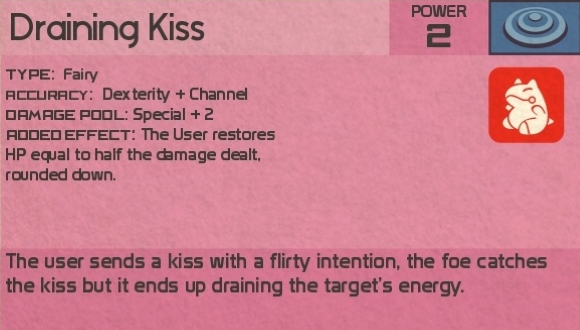 Draining Kiss
POWER
2
TYPE: Fairy
ACCURACY: Dexterity + Channel
DAMAGE POOL: Special + 2
ADDED EFFECT: The User restores
HP equal to half the damage dealt,
rounded down.
The user sends a kiss with a flirty intention, the foe catches
the kiss but it ends up draining the target's energy.